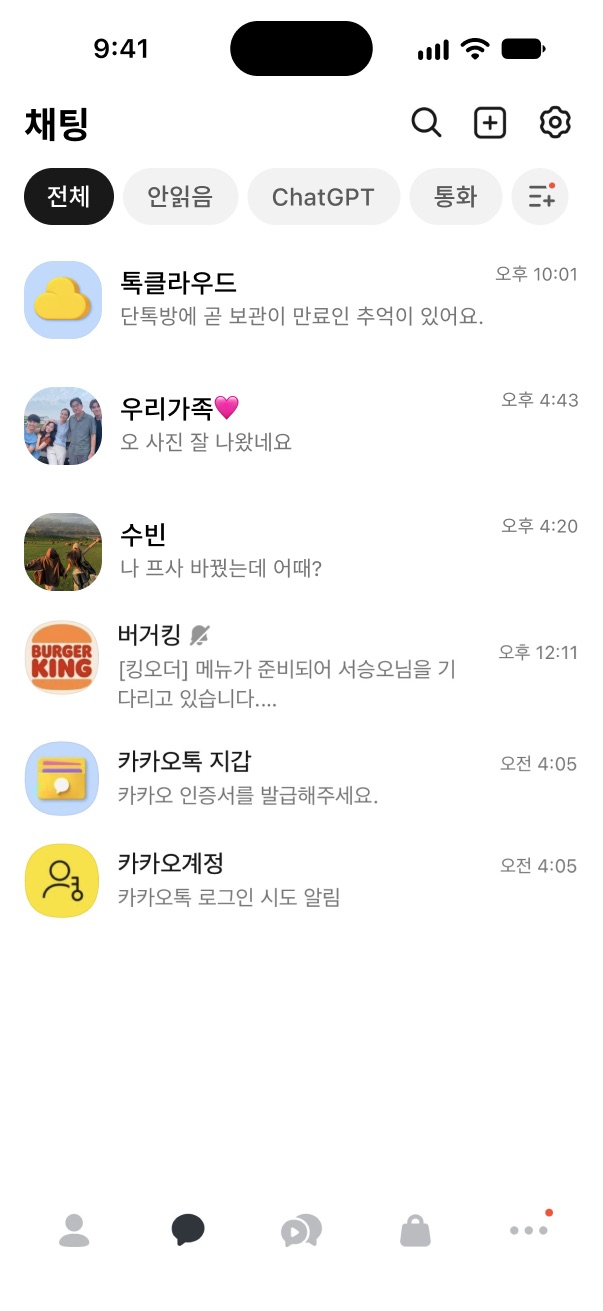 9:41
채팅
전체 안읽음 ChatGPT 통화
톡클라우드 오후 10:01
단톡방에 곧 보관이 만료인 추억이 있어요.
우리가족🩷 오후 4:43
오 사진 잘 나왔네요
수빈 오후 4:20
나 프사 바꿨는데 어때?
BURGER
KING
버거킹
[킹오더] 메뉴가 준비되어 서승오님을 기 오후 12:11
다리고 있습니다....
카카오톡 지갑 오전 4:05
카카오 인증서를 발급해주세요.
카카오계정 오전 4:05
카카오톡 로그인 시도 알림